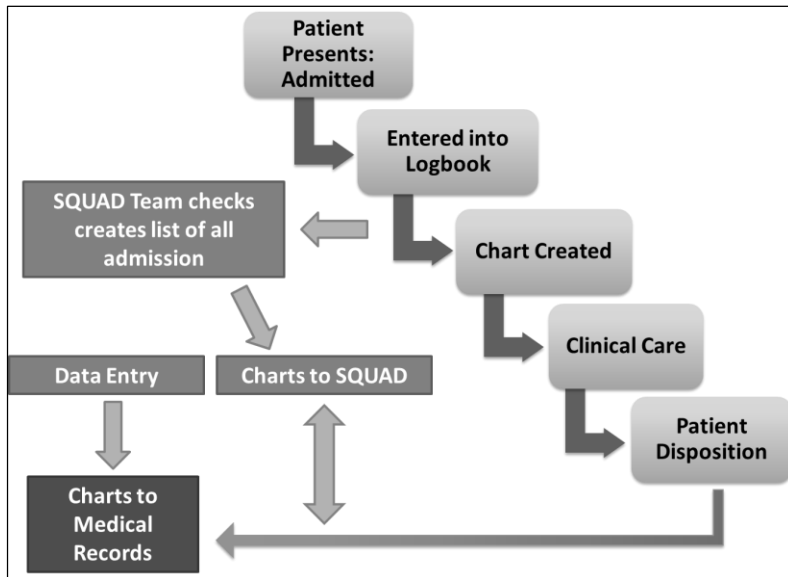 Patient
Presents:
Admitted
Entered into
Logbook
SQUAD Team checks
creates list of all
admission
Chart Created
Clinical Care
Data Entry
Charts to SQUAD
Patient
Disposition
Charts to
Medical
Records